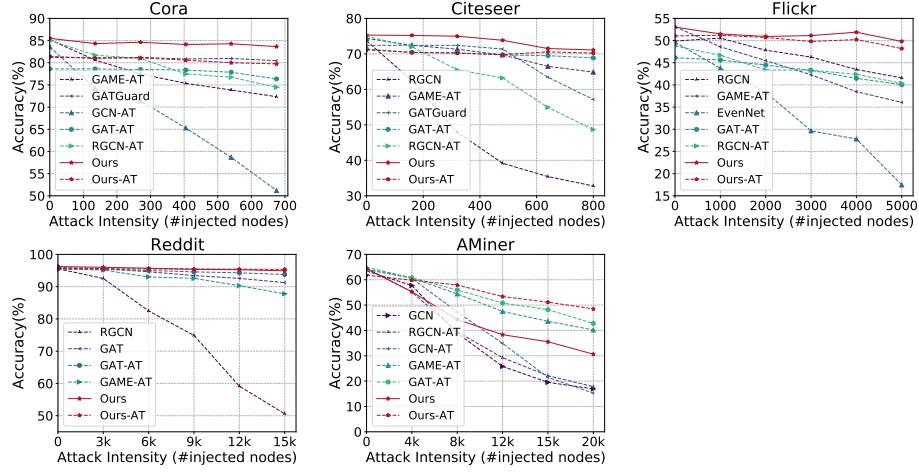 Cora
Accuracy(%)
85
80
75
70
65
60
55
50
GAME-AT
GATGuard
GCN-AT
GAT-AT
RGCN-AT
Ours
Ours-AT
0 100 200 300 400 500 600 700
Attack Intensity (#injected nodes)
Citeseer
Accuracy(%)
80
70
60
50
40
30
RGCN
GAME-AT
GATGuard
GAT-AT
RGCN-AT
Ours
Ours-AT
0 200 400 600 800
Attack Intensity (#injected nodes)
Flickr
Accuracy(%)
55
50
45
40
35
30
25
20
15
RGCN
GAME-AT
EvenNet
GAT-AT
RGCN-AT
Ours
Ours-AT
0 1000 2000 3000 4000 5000
Attack Intensity (#injected nodes)
Reddit
Accuracy(%)
100
90
80
70
60
50
RGCN
GAT
GAT-AT
GAME-AT
Ours
Ours-AT
0 3k 6k 9k 12k 15k
Attack Intensity (#injected nodes)
AMiner
Accuracy(%)
70
60
50
40
30
20
10
0
GCN
RGCN-AT
GCN-AT
GAME-AT
GAT-AT
Ours
Ours-AT
0 4k 8k 12k 15k 20k
Attack Intensity (#injected nodes)